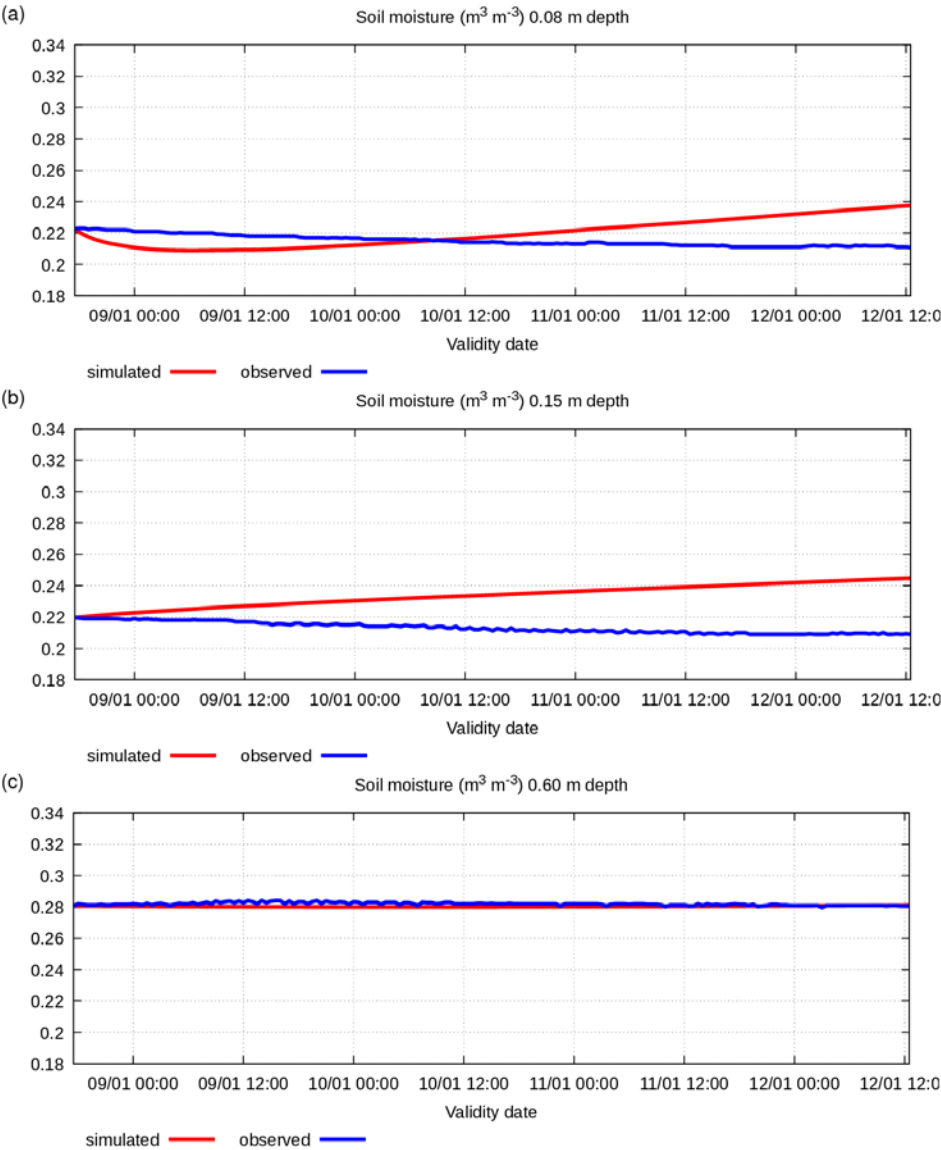 (a)
Soil moisture (m³ m⁻³) 0.08 m depth
0.34
0.32
0.3
0.28
0.26
0.24
0.22
0.2
0.18
09/01 00:00 09/01 12:00 10/01 00:00 10/01 12:00 11/01 00:00 11/01 12:00 12/01 00:00 12/01 12:0
Validity date
simulated observed
(b)
Soil moisture (m³ m⁻³) 0.15 m depth
0.34
0.32
0.3
0.28
0.26
0.24
0.22
0.2
0.18
09/01 00:00 09/01 12:00 10/01 00:00 10/01 12:00 11/01 00:00 11/01 12:00 12/01 00:00 12/01 12:0
Validity date
simulated observed
(c)
Soil moisture (m³ m⁻³) 0.60 m depth
0.34
0.32
0.3
0.28
0.26
0.24
0.22
0.2
0.18
09/01 00:00 09/01 12:00 10/01 00:00 10/01 12:00 11/01 00:00 11/01 12:00 12/01 00:00 12/01 12:0
Validity date
simulated observed